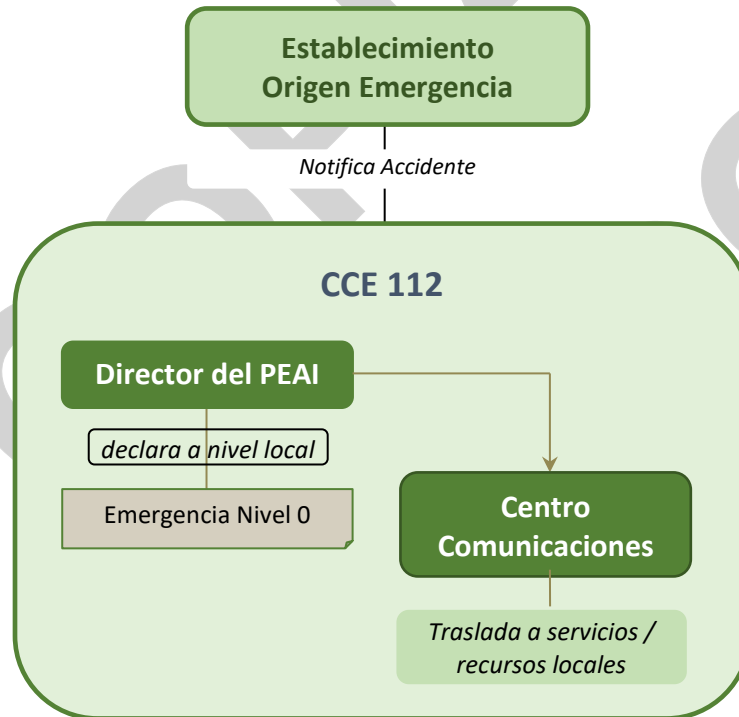 Establecimiento
Origen Emergencia
Notifica Accidente
CCE 112
Director del PEAI
declara a nivel local
Emergencia Nivel 0
Centro
Comunicaciones
Traslada a servicios /
recursos locales